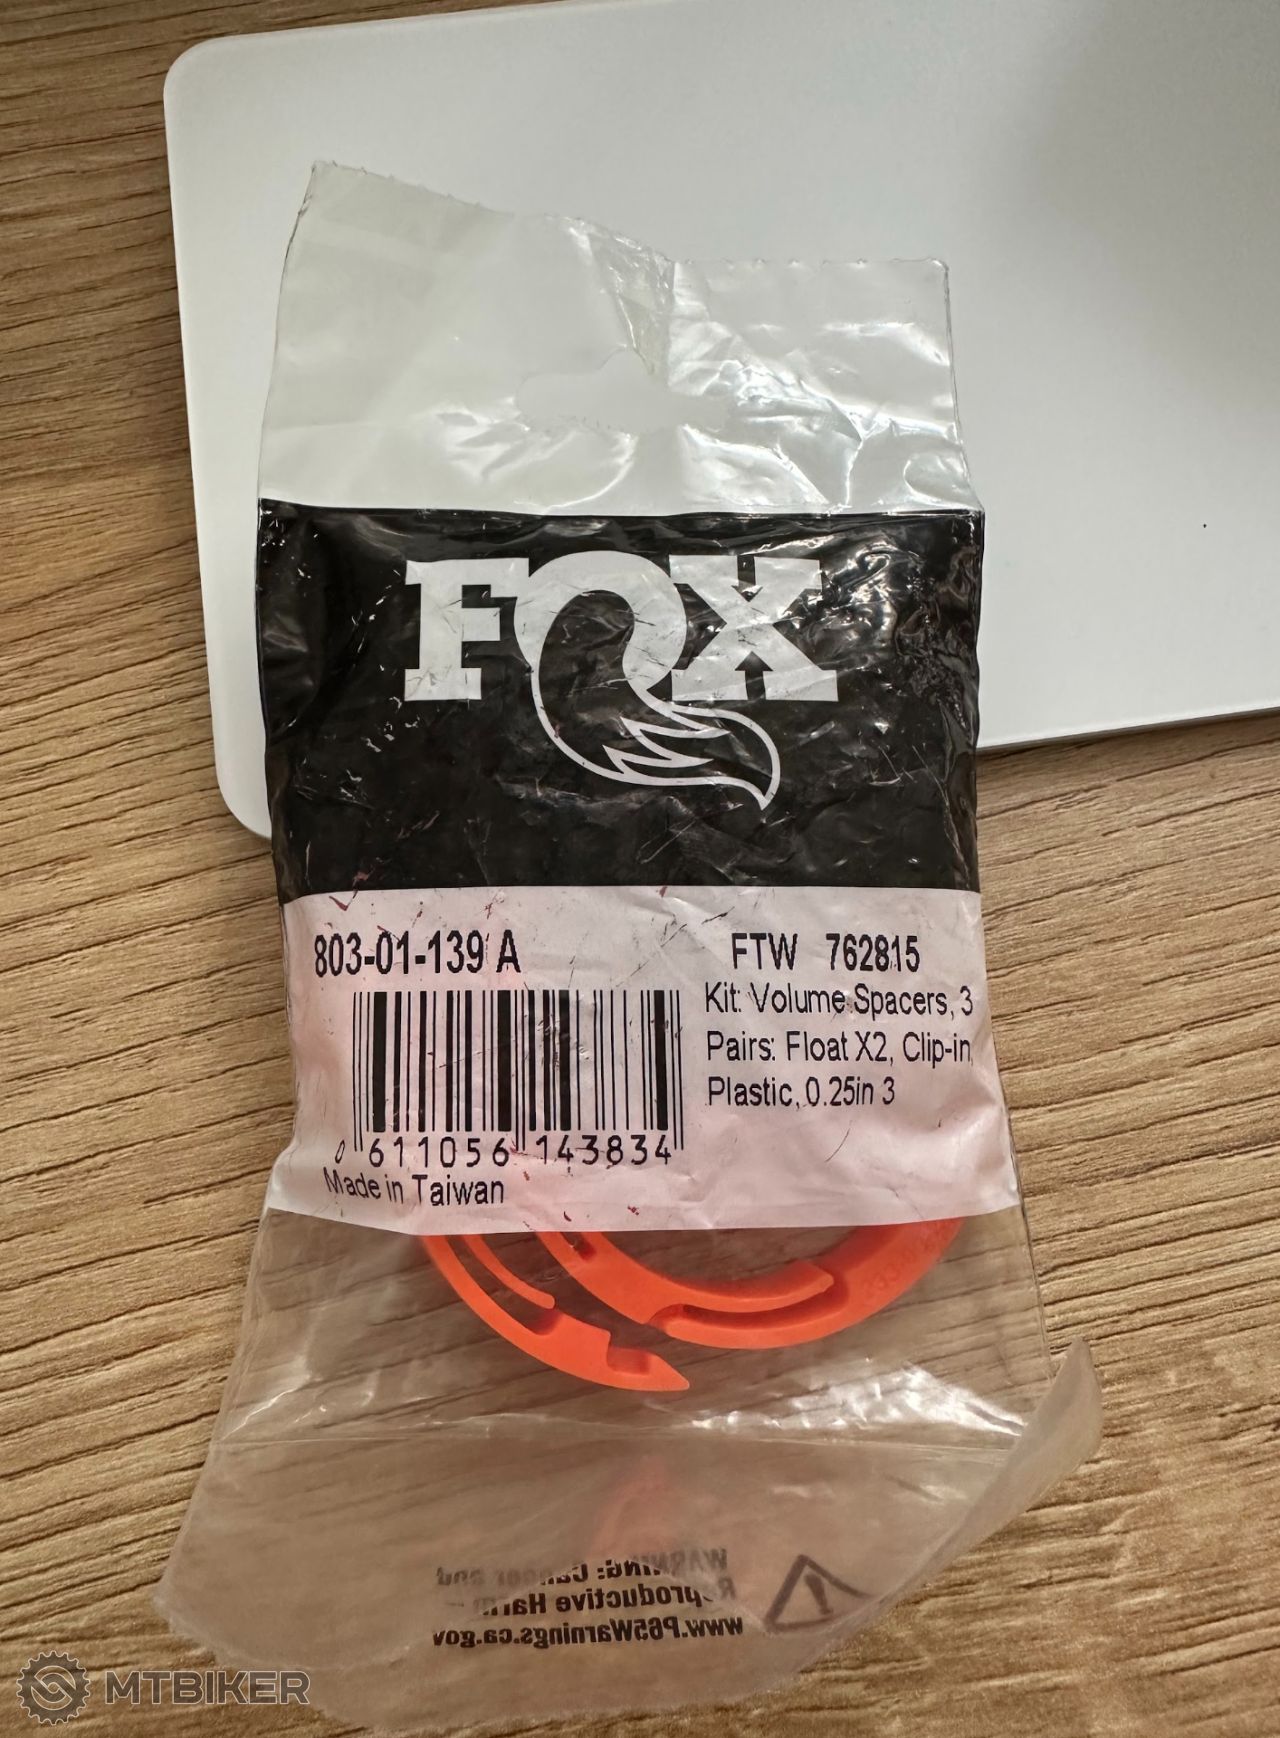 FOX
803-01-139 A
FTW 762815
Kit: Volume Spacers, 3
Pairs: Float X2, Clip-in,
Plastic, 0.25in 3
0 611056 143834
Made in Taiwan
WARNING: Cancer and
Reproductive Harm -
www.P65Warnings.ca.gov
MTBIKER